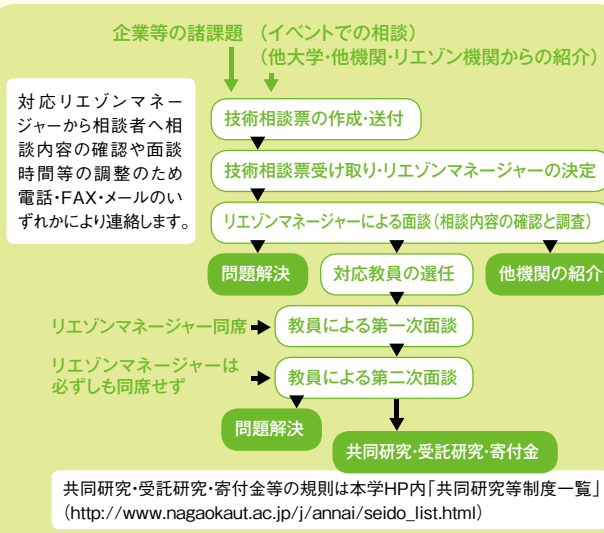 企業等の諸課題 （イベントでの相談）
（他大学・他機関・リエゾン機関からの紹介）
対応リエゾンマネー
ジャーから相談者へ相
談内容の確認や面談
時間等の調整のため
電話・FAX・メールのい
ずれかにより連絡します。
技術相談票の作成・送付
技術相談票受け取り・リエゾンマネージャーの決定
リエゾンマネージャーによる面談（相談内容の確認と調査）
問題解決
対応教員の選任
他機関の紹介
リエゾンマネージャー同席
教員による第一次面談
リエゾンマネージャーは
必ずしも同席せず
教員による第二次面談
問題解決
共同研究・受託研究・寄付金
共同研究・受託研究・寄付金等の規則は本学HP内「共同研究等制度一覧」
（http://www.nagaokaut.ac.jp/j/annai/seido_list.html）